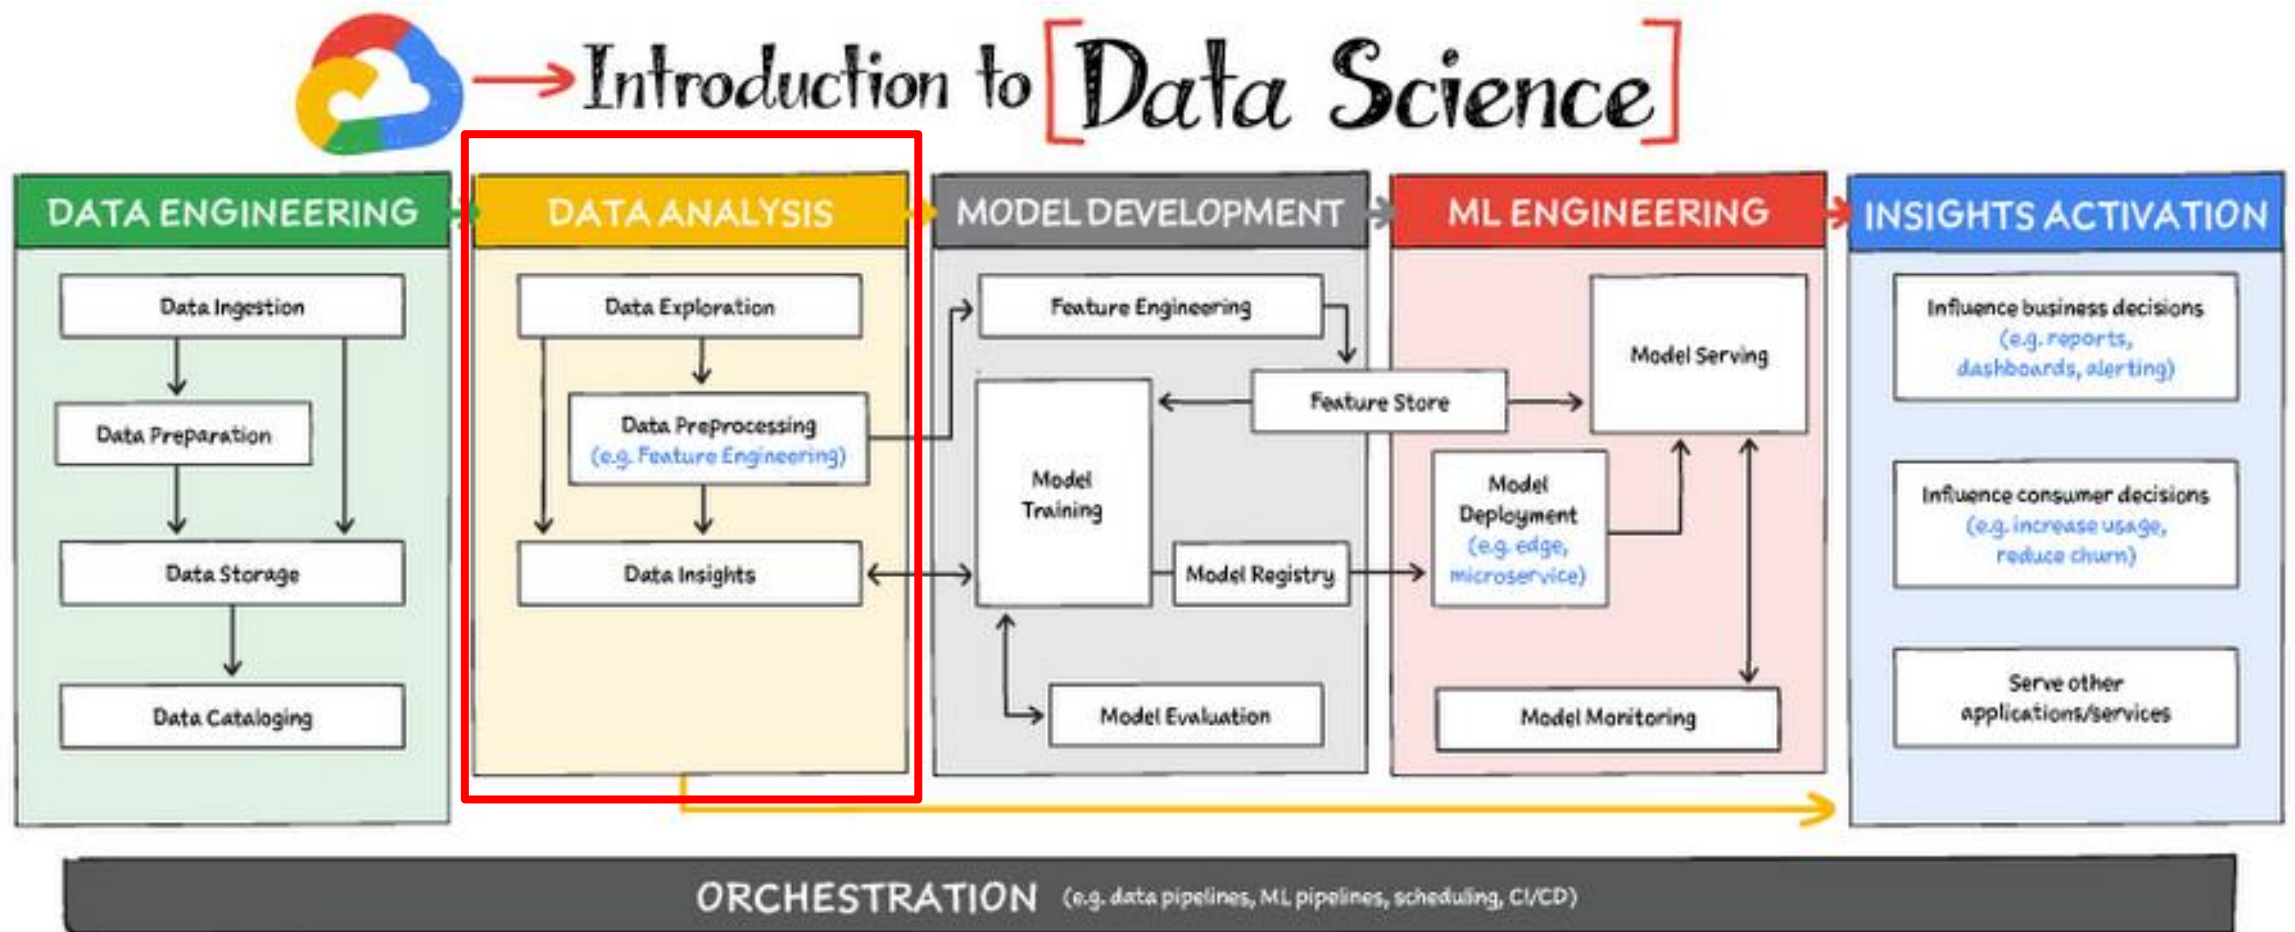 Introduction to [Data Science]
DATA ENGINEERING
Data Ingestion
Data Preparation
Data Storage
Data Cataloging
DATA ANALYSIS
Data Exploration
Data Preprocessing
(e.g. Feature Engineering)
Data Insights
MODEL DEVELOPMENT
Feature Engineering
Feature Store
Model
Training
Model Registry
Model Evaluation
ML ENGINEERING
Model Serving
Model
Deployment
(e.g. edge,
microservice)
Model Monitoring
INSIGHTS ACTIVATION
Influence business decisions
(e.g. reports,
dashboards, alerting)
Influence consumer decisions
(e.g. increase usage,
reduce churn)
Serve other
applications/services
ORCHESTRATION (e.g. data pipelines, ML pipelines, scheduling, CI/CD)